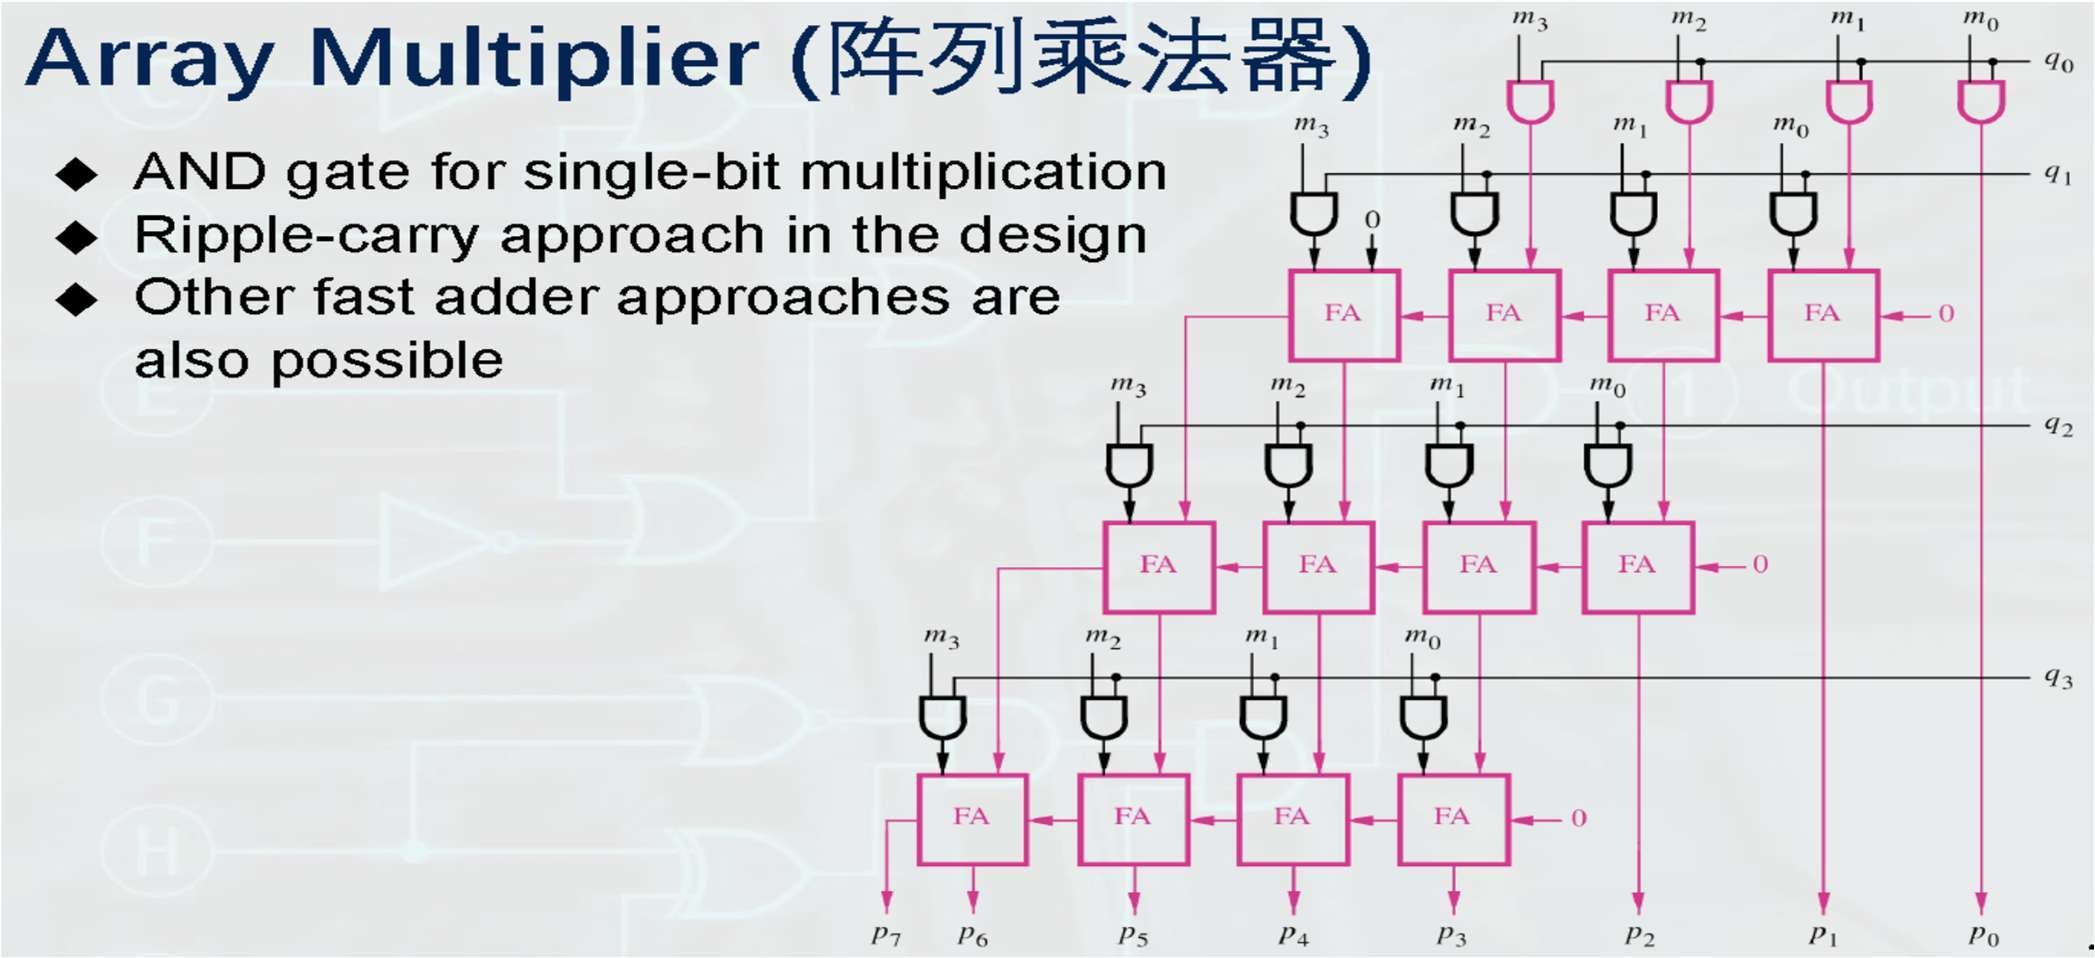 Array Multiplier (阵列乘法器)
◆ AND gate for single-bit multiplication
◆ Ripple-carry approach in the design
◆ Other fast adder approaches are
also possible
m3 m2 m1 m0
q0
m3 m2 m1 m0
q1
0
FA FA FA FA 0
m3 m2 m1 m0
q2
FA FA FA FA 0
m3 m2 m1 m0
q3
FA FA FA FA 0
p7 p6 p5 p4 p3 p2 p1 p0
E
F
G
H
1 Output